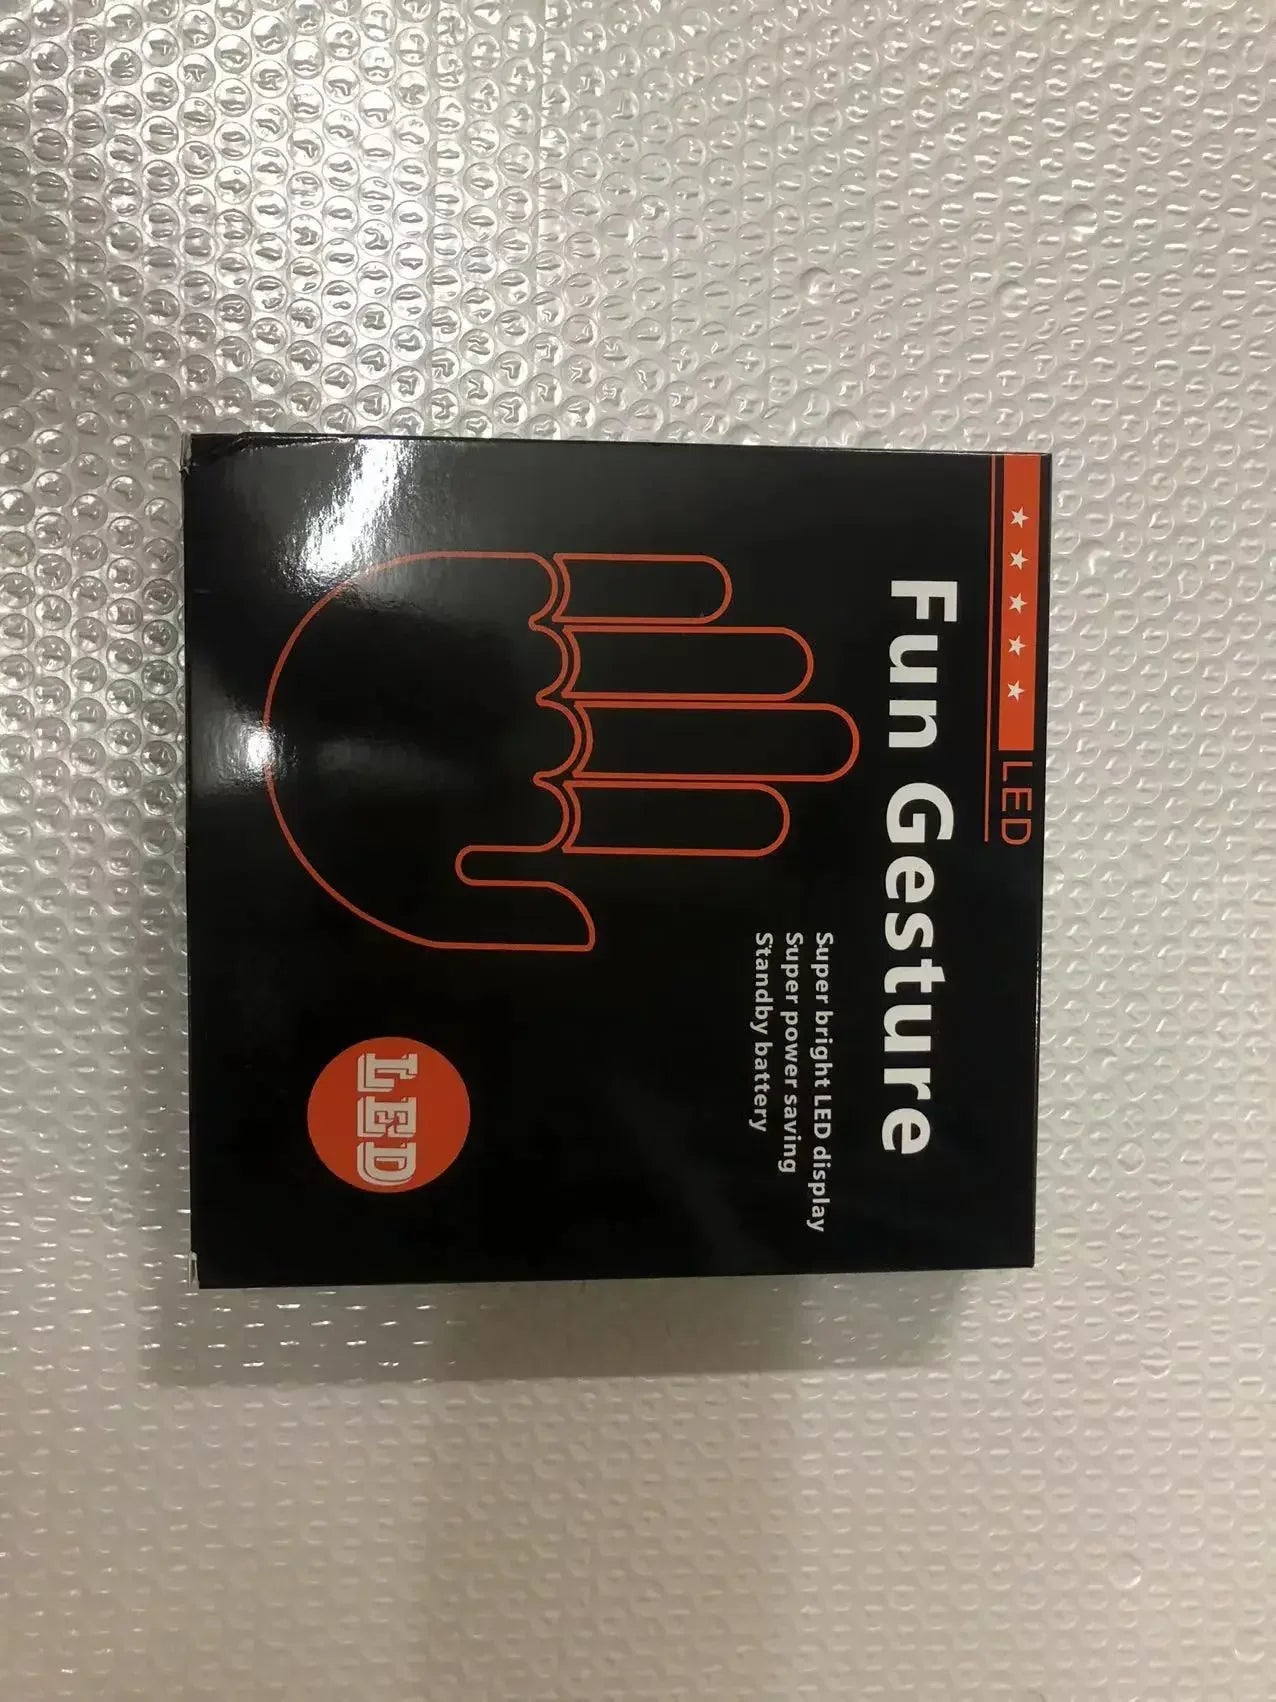 ★★★★★ LED
Fun Gesture
Super bright LED display
Super power saving
Standby battery
LED